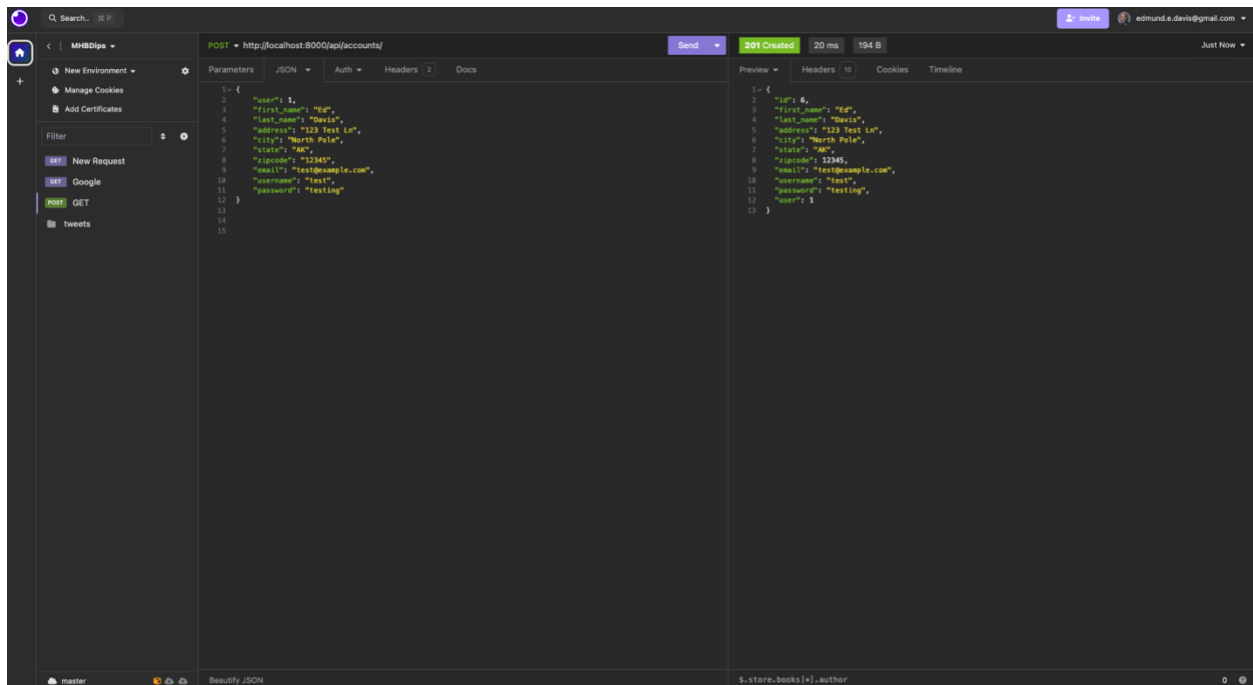 Search.. ⌘ P
Invite
edmund.e.davis@gmail.com
MHBDips
New Environment
Manage Cookies
Add Certificates
Filter
GET New Request
GET Google
POST GET
tweets
master
POST http://localhost:8000/api/accounts/
Send
Parameters JSON Auth Headers 2 Docs
1 {
2 "user": 1,
3 "first_name": "Ed",
4 "last_name": "Davis",
5 "address": "123 Test Ln",
6 "city": "North Pole",
7 "state": "AK",
8 "zipcode": "12345",
9 "email": "test@example.com",
10 "username": "test",
11 "password": "testing"
12 }
13
14
15
Beautify JSON
201 Created 20 ms 194 B
Just Now
Preview Headers 10 Cookies Timeline
1 {
2 "id": 6,
3 "first_name": "Ed",
4 "last_name": "Davis",
5 "address": "123 Test Ln",
6 "city": "North Pole",
7 "state": "AK",
8 "zipcode": 12345,
9 "email": "test@example.com",
10 "username": "test",
11 "password": "testing",
12 "user": 1
13 }
$.store.books[*].author
0